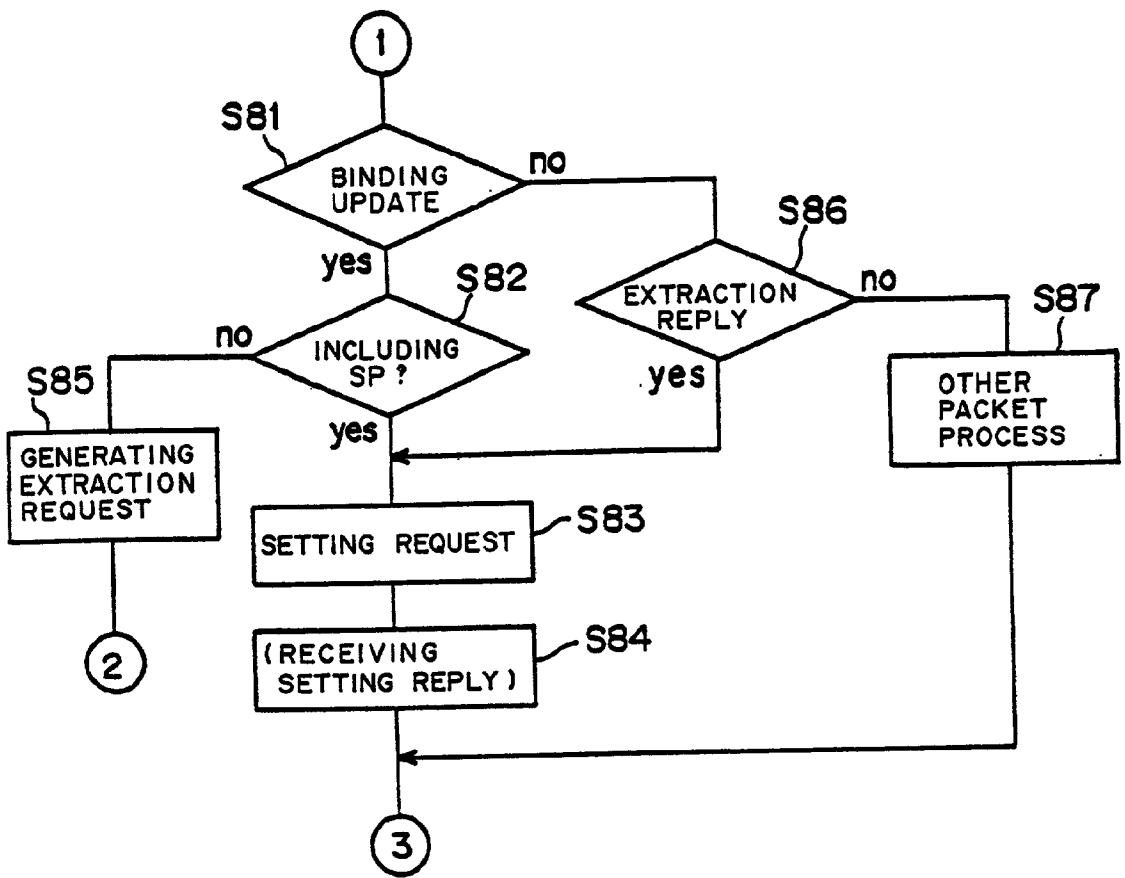 1
S81
BINDING
UPDATE
no
yes
S86
EXTRACTION
REPLY
no
yes
S82
INCLUDING
SP?
no
yes
S87
OTHER
PACKET
PROCESS
S85
GENERATING
EXTRACTION
REQUEST
SETTING REQUEST
S83
(RECEIVING
SETTING REPLY)
S84
2
3